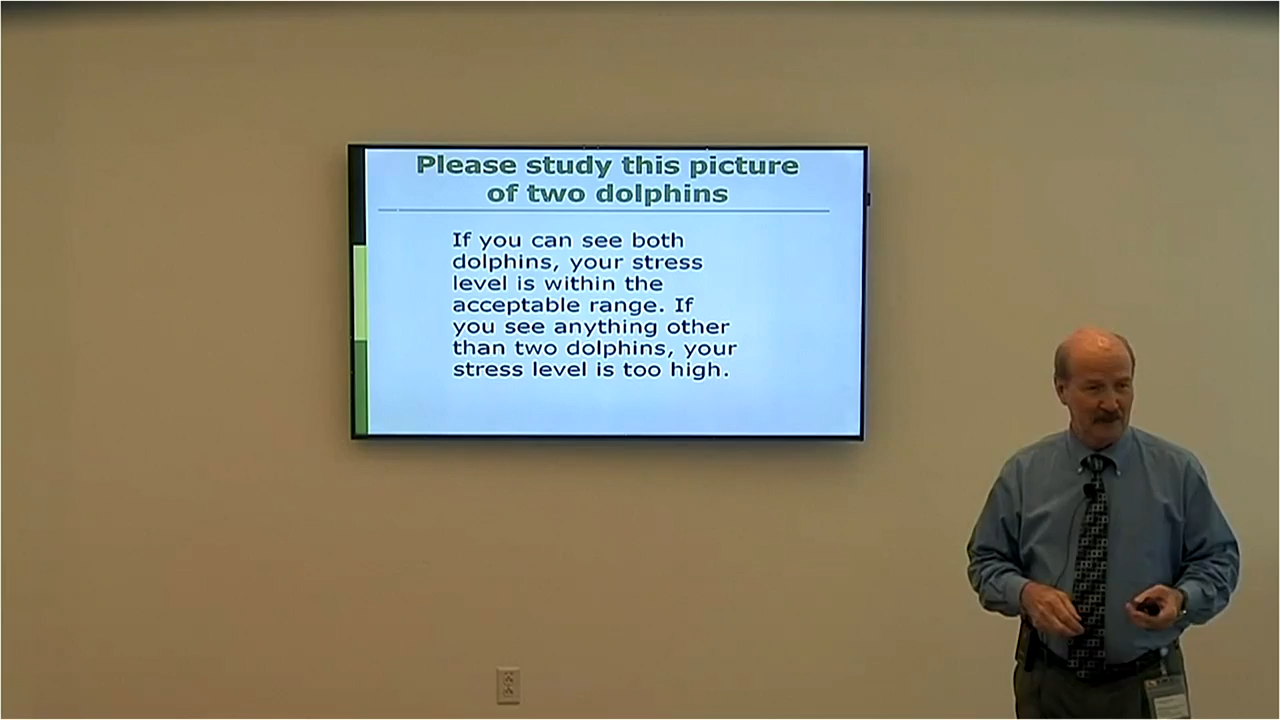 Please study this picture
of two dolphins
If you can see both
dolphins, your stress
level is within the
acceptable range. If
you see anything other
than two dolphins, your
stress level is too high.